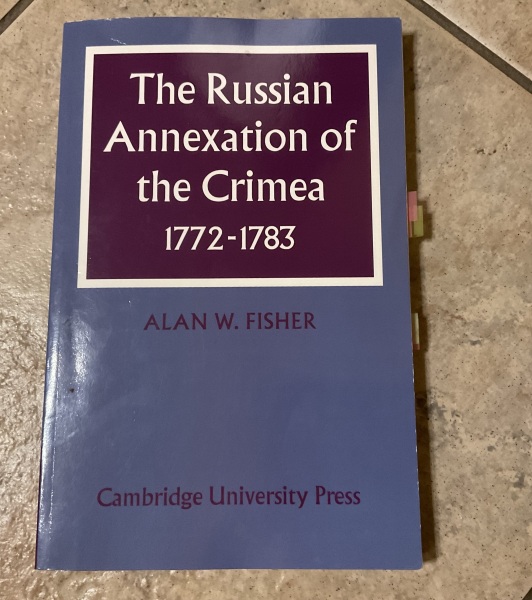 The Russian
Annexation of
the Crimea
1772-1783
ALAN W. FISHER
Cambridge University Press